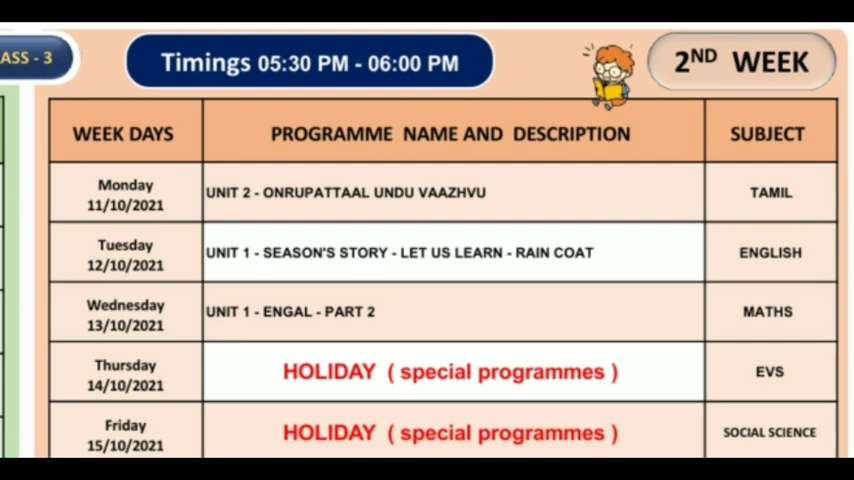 ASS - 3
Timings 05:30 PM - 06:00 PM
2ND WEEK
WEEK DAYS PROGRAMME NAME AND DESCRIPTION SUBJECT
Monday
11/10/2021 UNIT 2 - ONRUPATTAAL UNDU VAAZHVU TAMIL
Tuesday
12/10/2021 UNIT 1 - SEASON'S STORY - LET US LEARN - RAIN COAT ENGLISH
Wednesday
13/10/2021 UNIT 1 - ENGAL - PART 2 MATHS
Thursday
14/10/2021 HOLIDAY ( special programmes ) EVS
Friday
15/10/2021 HOLIDAY ( special programmes ) SOCIAL SCIENCE